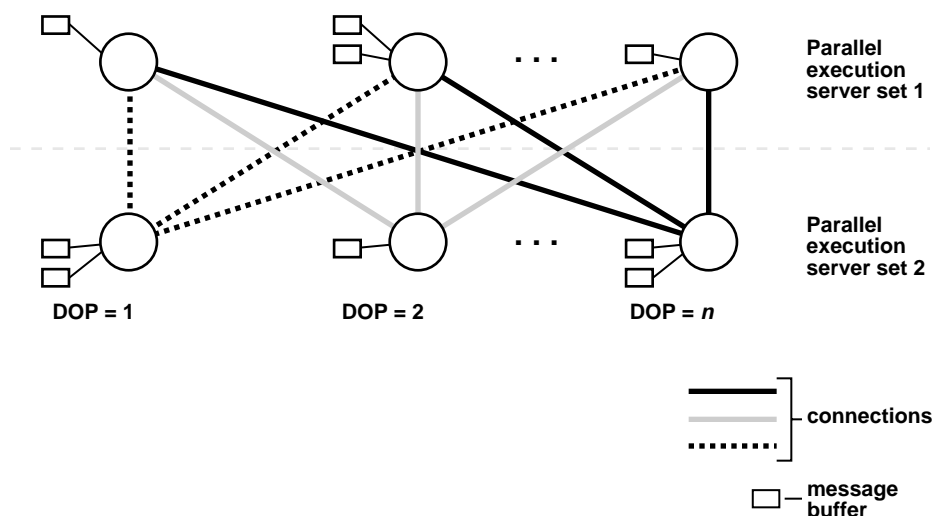 . . .
Parallel
execution
server set 1
. . .
Parallel
execution
server set 2
DOP = 1
DOP = 2
DOP = n
connections
message
buffer